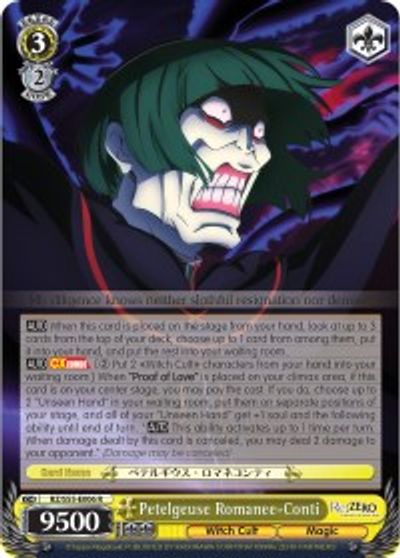 3
2
My diligence knows neither slothful resignation nor
AUTO When this card is placed on the stage from your hand, look at up to 3
cards from the top of your deck, choose up to 1 card from among them, put
it into your hand, and put the rest into your waiting room.
AUTO CX COMBO [② Put 2 «Witch Cult» characters from your hand into your
waiting room] When "Proof of Love" is placed on your climax area, if this
card is on your center stage, you may pay the cost. If you do, choose up to
2 "Unseen Hand" in your waiting room, put them on separate positions
of your stage, and all of your "Unseen Hand" get +1 soul and the following
ability until end of turn. "AUTO This ability activates up to 1 time per turn.
When damage dealt by this card is canceled, you may deal 2
damage to your opponent." (Damage may be canceled)
ペテルギウス・ロマネコンティ
RZ/S55-E006 R
9500
Petelgeuse Romanee-Conti
Re:ZERO
Witch Cult
Magic